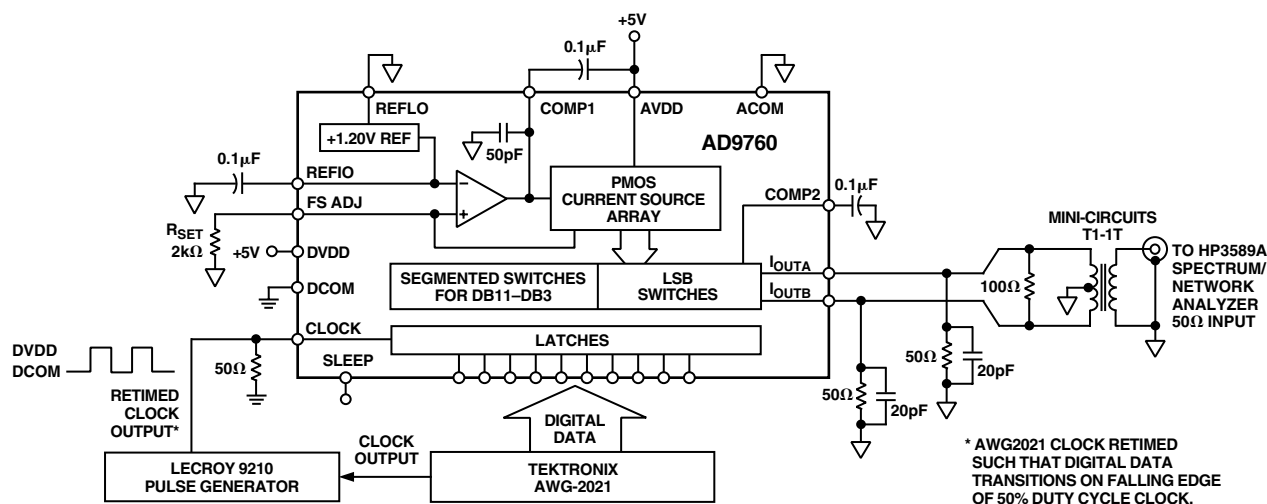 +5V
0.1µF
REFLO
COMP1
AVDD
ACOM
+1.20V REF
50pF
AD9760
0.1µF
REFIO
–
PMOS
CURRENT SOURCE
ARRAY
COMP2
0.1µF
FS ADJ
+
RSET
2kΩ
+5V
DVDD
MINI-CIRCUITS
T1-1T
SEGMENTED SWITCHES
FOR DB11–DB3
LSB
SWITCHES
IOUTA
IOUTB
100Ω
TO HP3589A
SPECTRUM/
NETWORK
ANALYZER
50Ω INPUT
DCOM
CLOCK
LATCHES
DVDD
DCOM
50Ω
SLEEP
50Ω
20pF
50Ω
20pF
RETIMED
CLOCK
OUTPUT*
DIGITAL
DATA
CLOCK
OUTPUT
LECROY 9210
PULSE GENERATOR
TEKTRONIX
AWG-2021
* AWG2021 CLOCK RETIMED
SUCH THAT DIGITAL DATA
TRANSITIONS ON FALLING EDGE
OF 50% DUTY CYCLE CLOCK.